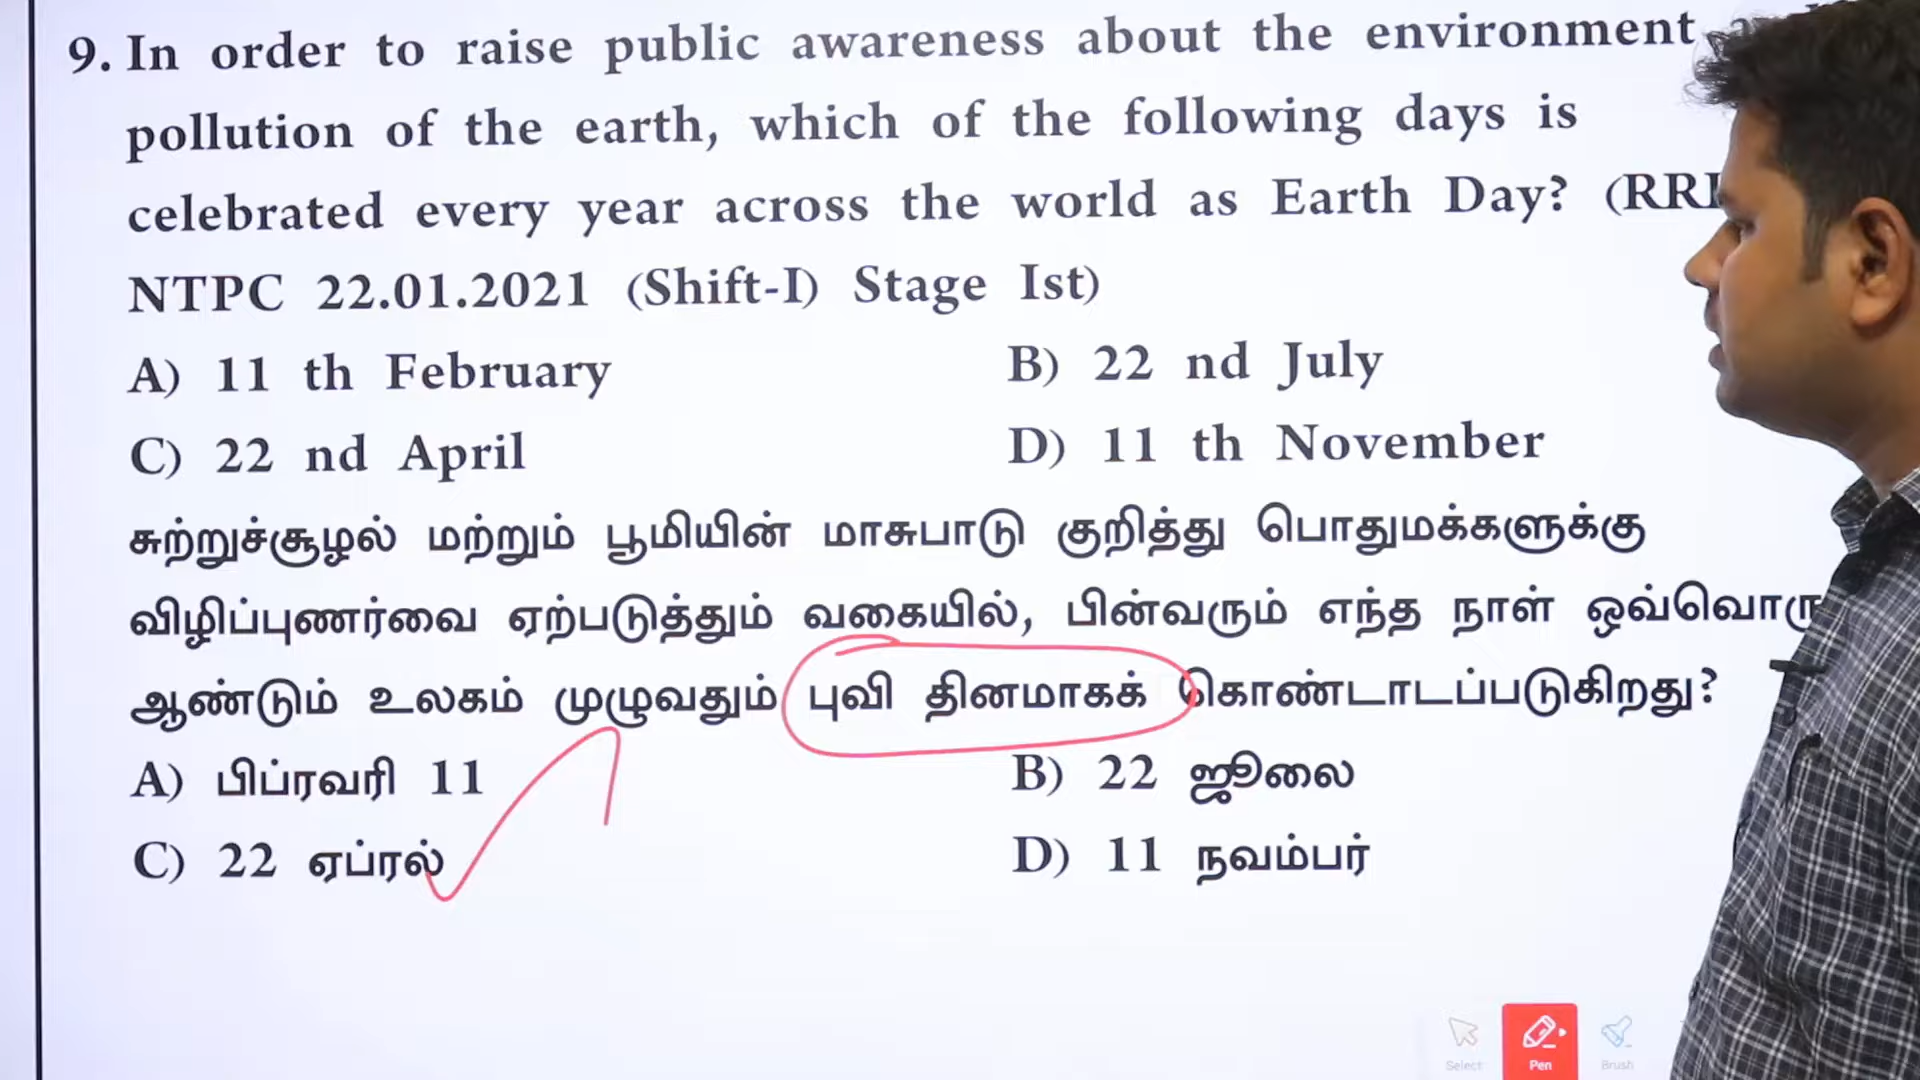 9. In order to raise public awareness about the environment
pollution of the earth, which of the following days is
celebrated every year across the world as Earth Day? (RRB
NTPC 22.01.2021 (Shift-I) Stage Ist)
A) 11 th February B) 22 nd July
C) 22 nd April D) 11 th November
சுற்றுச்சூழல் மற்றும் பூமியின் மாசுபாடு குறித்து பொதுமக்களுக்கு
விழிப்புணர்வை ஏற்படுத்தும் வகையில், பின்வரும் எந்த நாள் ஒவ்வொரு
ஆண்டும் உலகம் முழுவதும் புவி தினமாகக் கொண்டாடப்படுகிறது?
A) பிப்ரவரி 11 B) 22 ஜூலை
C) 22 ஏப்ரல் D) 11 நவம்பர்
Select Pen Brush